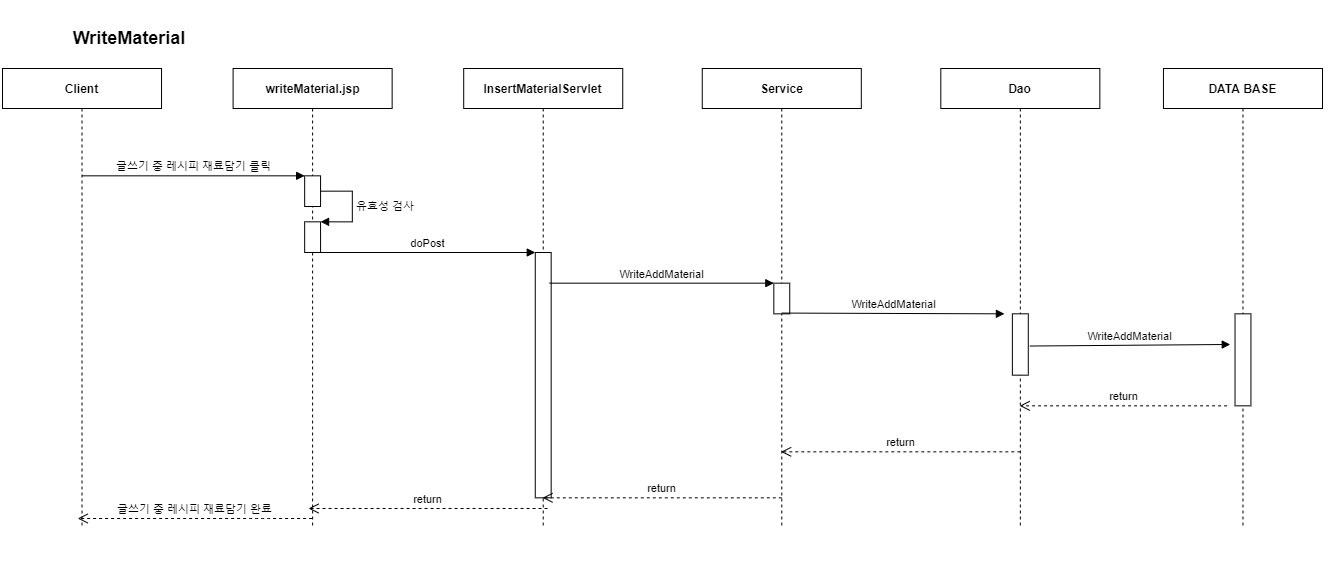 WriteMaterial
Client
writeMaterial.jsp
InsertMaterialServlet
Service
Dao
DATA BASE
글쓰기 중 레시피 재료담기 클릭
유효성 검사
doPost
WriteAddMaterial
WriteAddMaterial
WriteAddMaterial
return
return
return
return
글쓰기 중 레시피 재료담기 완료